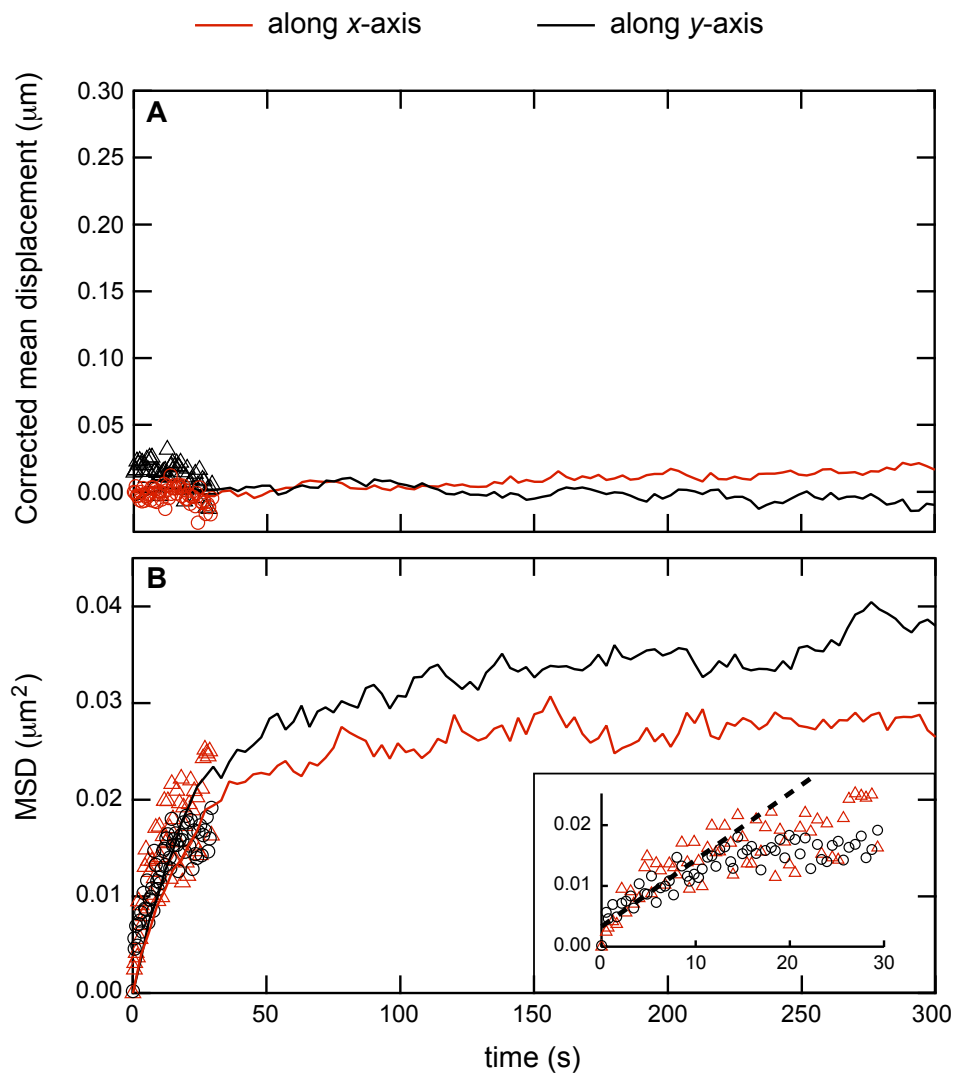 along x-axis along y-axis
Corrected mean displacement (μm)
A
0.30
0.25
0.20
0.15
0.10
0.05
0.00
MSD (μm²)
B
0.04
0.03
0.02
0.01
0.00
0.02
0.01
0.00
0 10 20 30
0 50 100 150 200 250 300
time (s)